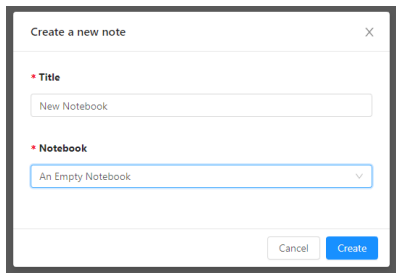 Create a new note
* Title
New Notebook
* Notebook
An Empty Notebook
Cancel
Create